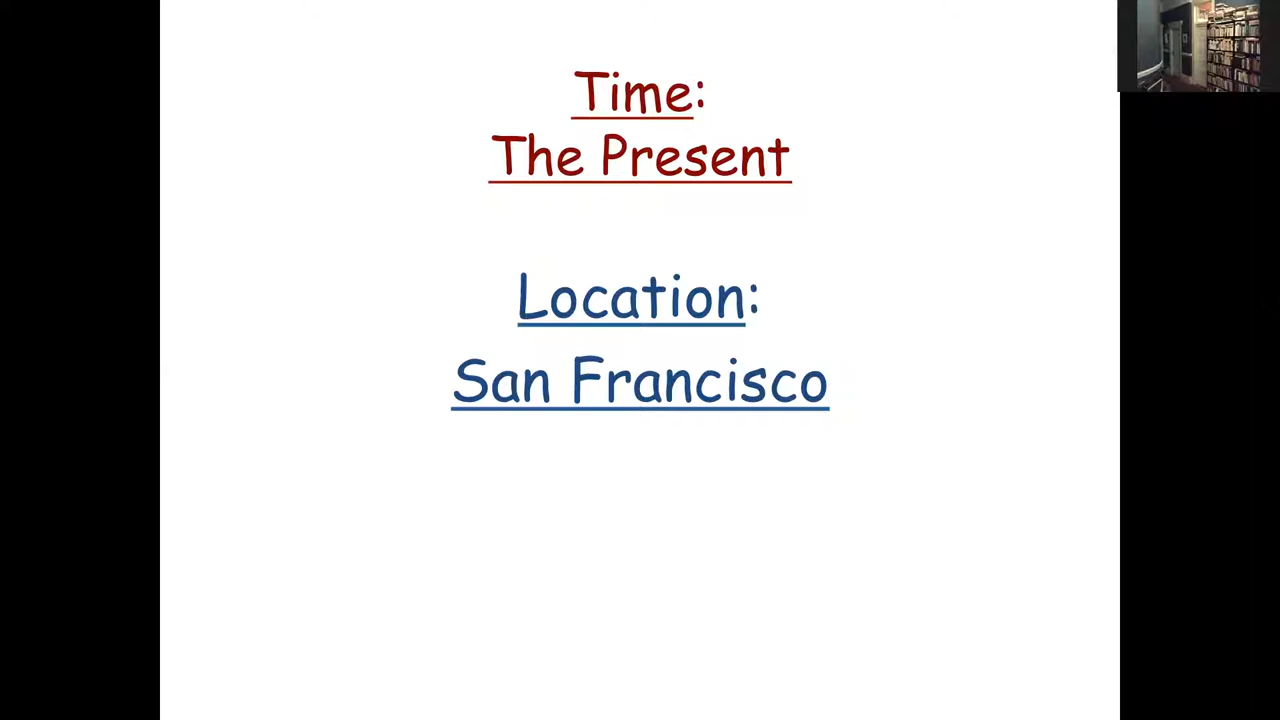 Time:
The Present
Location:
San Francisco